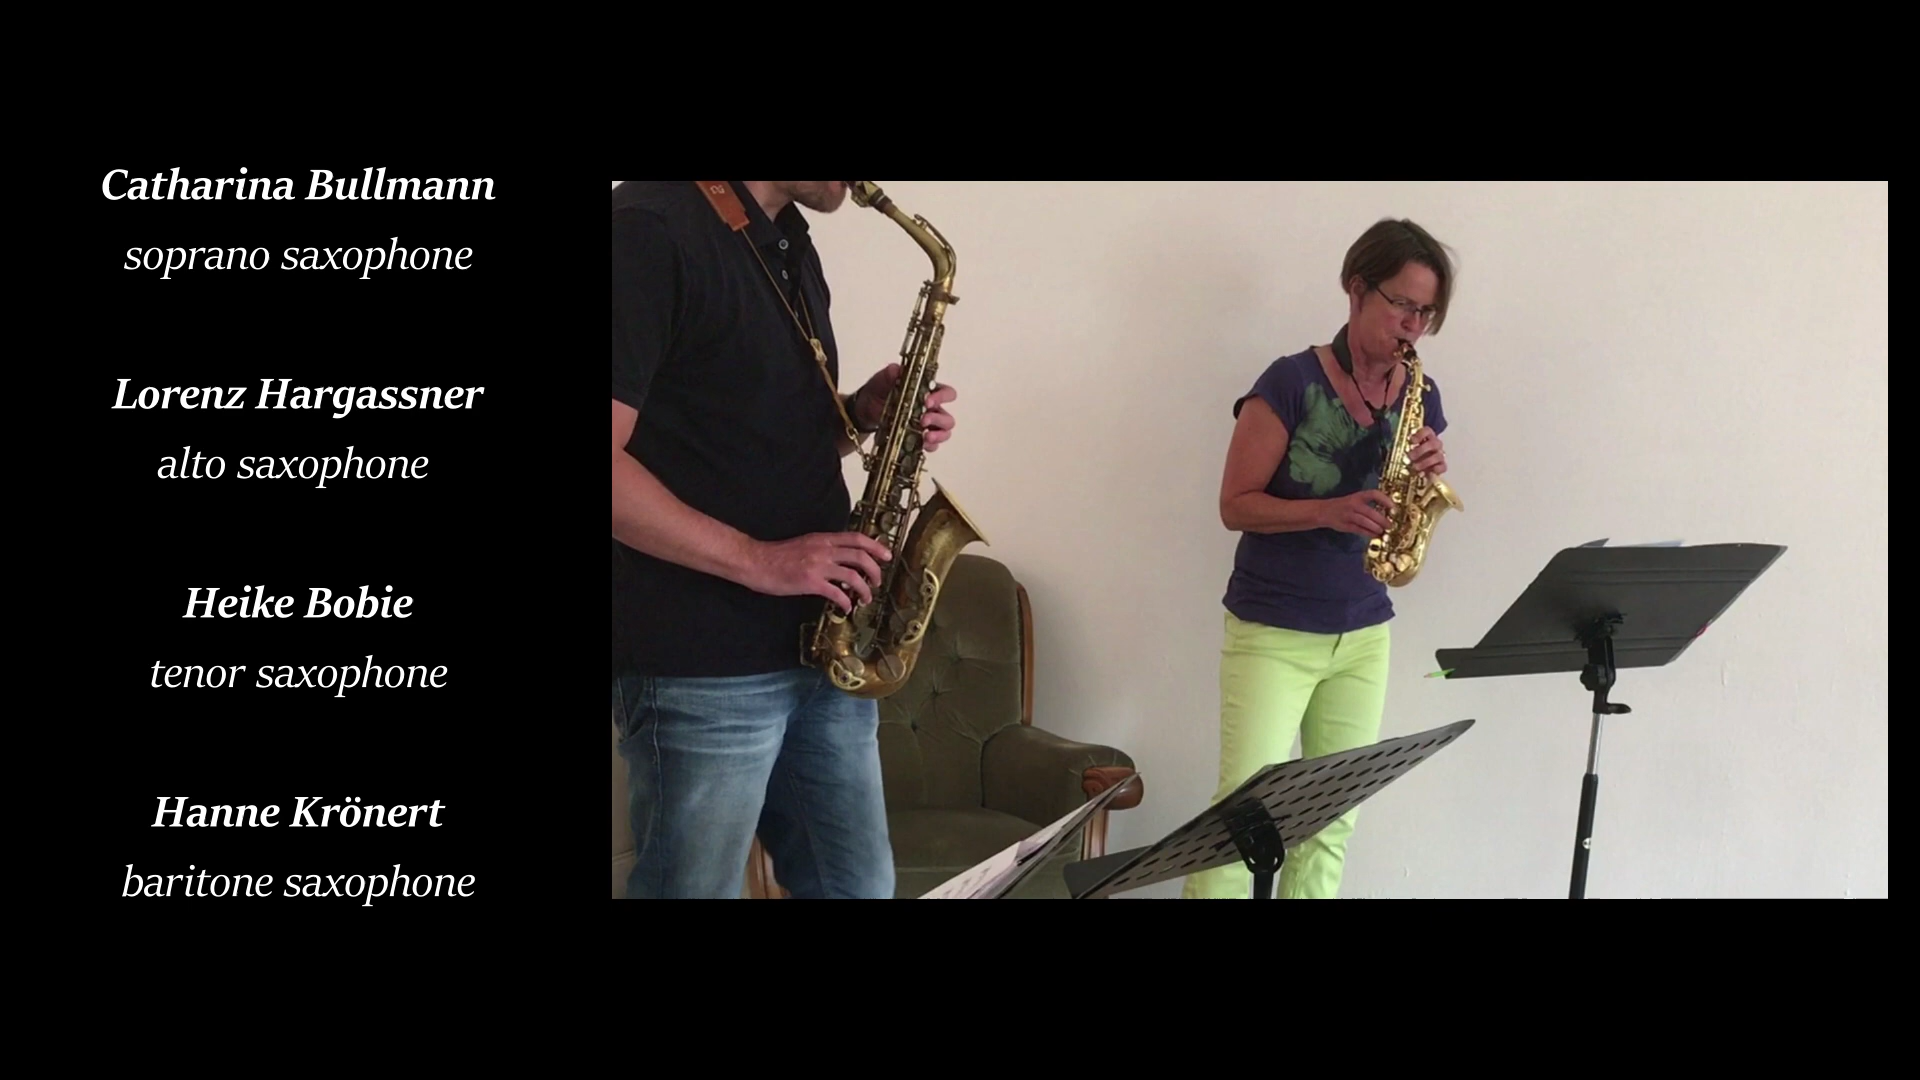 Catharina Bullmann
soprano saxophone
Lorenz Hargassner
alto saxophone
Heike Bobie
tenor saxophone
Hanne Krönert
baritone saxophone